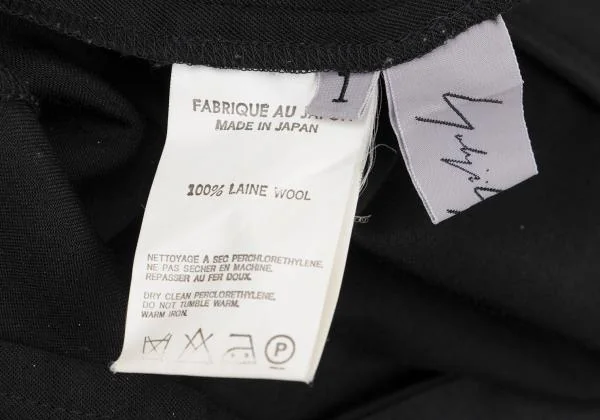 FABRIQUE AU JAPON
MADE IN JAPAN
1
100% LAINE WOOL
NETTOYAGE A SEC PERCHLORETHYLENE.
NE PAS SECHER EN MACHINE.
REPASSER AU FER DOUX.
DRY CLEAN PERCLORETHYLENE.
DO NOT TUMBLE WARM.
WARM IRON.
P